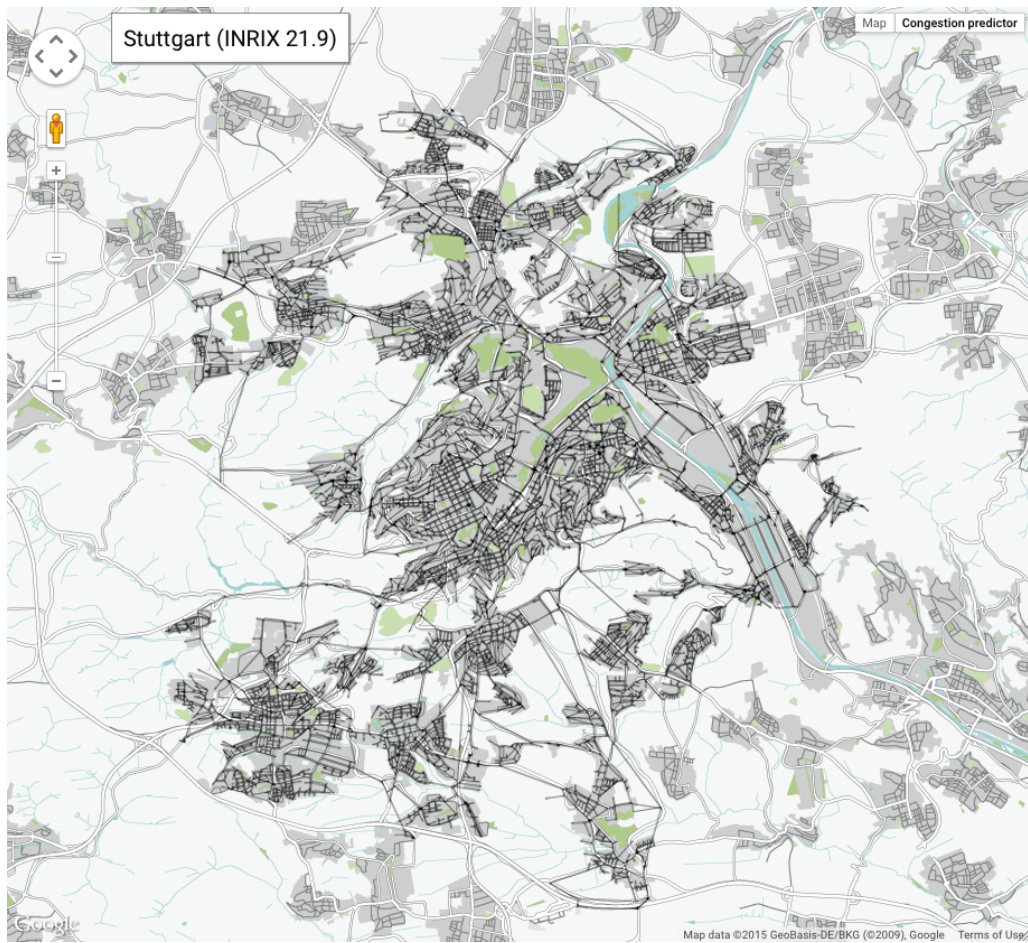 Stuttgart (INRIX 21.9)
Map
Congestion predictor
Google
Map data ©2015 GeoBasis-DE/BKG (©2009), Google
Terms of Use